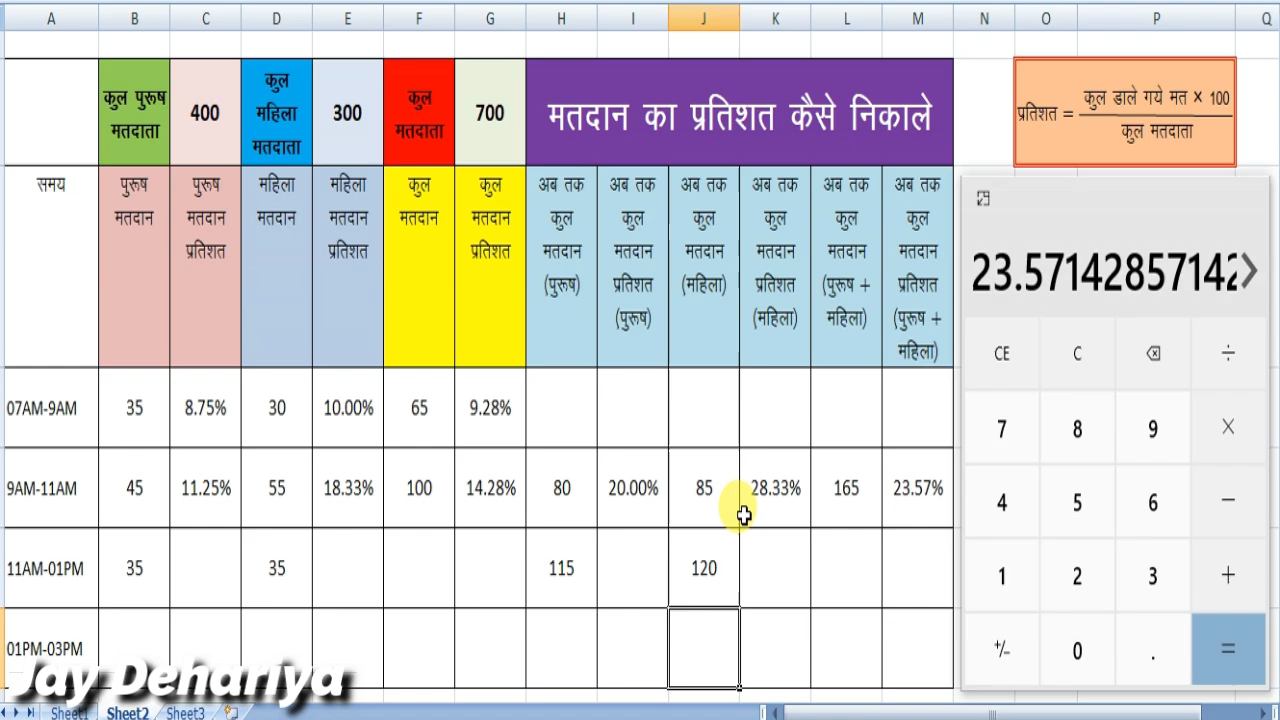 A B C D E F G H I J K L M N O P Q
कुल पुरूष
मतदाता
400
कुल
महिला
मतदाता
300
कुल
मतदाता
700
मतदान का प्रतिशत कैसे निकाले
प्रतिशत = कुल डाले गये मत × 100
कुल मतदाता
समय
पुरूष
मतदान
पुरूष
मतदान
प्रतिशत
महिला
मतदान
महिला
मतदान
प्रतिशत
कुल
मतदान
कुल
मतदान
प्रतिशत
अब तक
कुल
मतदान
(पुरूष)
अब तक
कुल
मतदान
प्रतिशत
(पुरूष)
अब तक
कुल
मतदान
(महिला)
अब तक
कुल
मतदान
प्रतिशत
(महिला)
अब तक
कुल
मतदान
(पुरूष +
महिला)
अब तक
कुल
मतदान
प्रतिशत
(पुरूष +
महिला)
07AM-9AM 35 8.75% 30 10.00% 65 9.28%
9AM-11AM 45 11.25% 55 18.33% 100 14.28% 80 20.00% 85 28.33% 165 23.57%
11AM-01PM 35 35 115 120
01PM-03PM
23.57142857142
CE C ⌫ ÷
7 8 9 ×
4 5 6 −
1 2 3 +
+/− 0 . =
Jay Dehariya
Sheet1 Sheet2 Sheet3